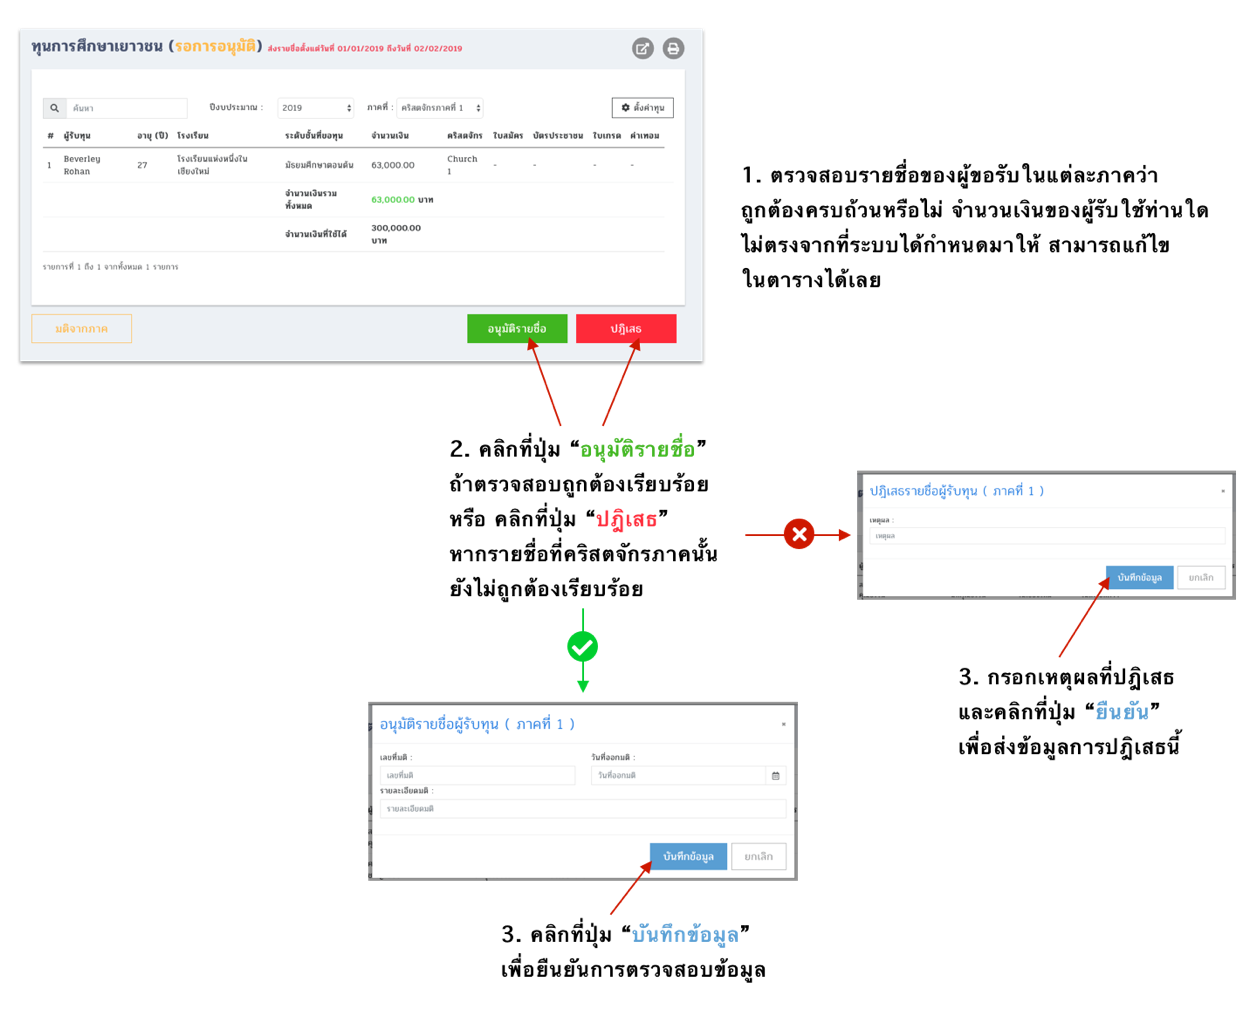 ทุนการศึกษาเยาวชน (รอการอนุมัติ) ส่งรายชื่อตั้งแต่วันที่ 01/01/2019 ถึงวันที่ 02/02/2019
ค้นหา ปีงบประมาณ : 2019 ภาคที่ : คริสตจักรภาคที่ 1 ตั้งค่าทุน
# ผู้รับทุน อายุ (ปี) โรงเรียน ระดับชั้นที่ขอทุน จำนวนเงิน คริสตจักร ใบสมัคร บัตรประชาชน ใบเกรด ค่าเทอม
1 Beverley Rohan 27 โรงเรียนแห่งหนึ่งในเชียงใหม่ มัธยมศึกษาตอนต้น 63,000.00 Church 1 - - - -
จำนวนเงินรวมทั้งหมด 63,000.00 บาท
จำนวนเงินที่ใช้ได้ 300,000.00 บาท
รายการที่ 1 ถึง 1 จากทั้งหมด 1 รายการ
มติจากภาค อนุมัติรายชื่อ ปฎิเสธ
1. ตรวจสอบรายชื่อของผู้ขอรับในแต่ละภาคว่า
ถูกต้องครบถ้วนหรือไม่ จำนวนเงินของผู้รับใช้ท่านใด
ไม่ตรงจากที่ระบบได้กำหนดมาให้ สามารถแก้ไข
ในตารางได้เลย
2. คลิกที่ปุ่ม “อนุมัติรายชื่อ”
ถ้าตรวจสอบถูกต้องเรียบร้อย
หรือ คลิกที่ปุ่ม “ปฎิเสธ”
หากรายชื่อที่คริสตจักรภาคนั้น
ยังไม่ถูกต้องเรียบร้อย
ปฎิเสธรายชื่อผู้รับทุน ( ภาคที่ 1 ) ×
เหตุผล :
เหตุผล
บันทึกข้อมูล ยกเลิก
3. กรอกเหตุผลที่ปฎิเสธ
และคลิกที่ปุ่ม “ยืนยัน”
เพื่อส่งข้อมูลการปฎิเสธนี้
อนุมัติรายชื่อผู้รับทุน ( ภาคที่ 1 ) ×
เลขที่มติ : วันที่ออกมติ :
เลขที่มติ วันที่ออกมติ
รายละเอียดมติ :
รายละเอียดมติ
บันทึกข้อมูล ยกเลิก
3. คลิกที่ปุ่ม “บันทึกข้อมูล”
เพื่อยืนยันการตรวจสอบข้อมูล